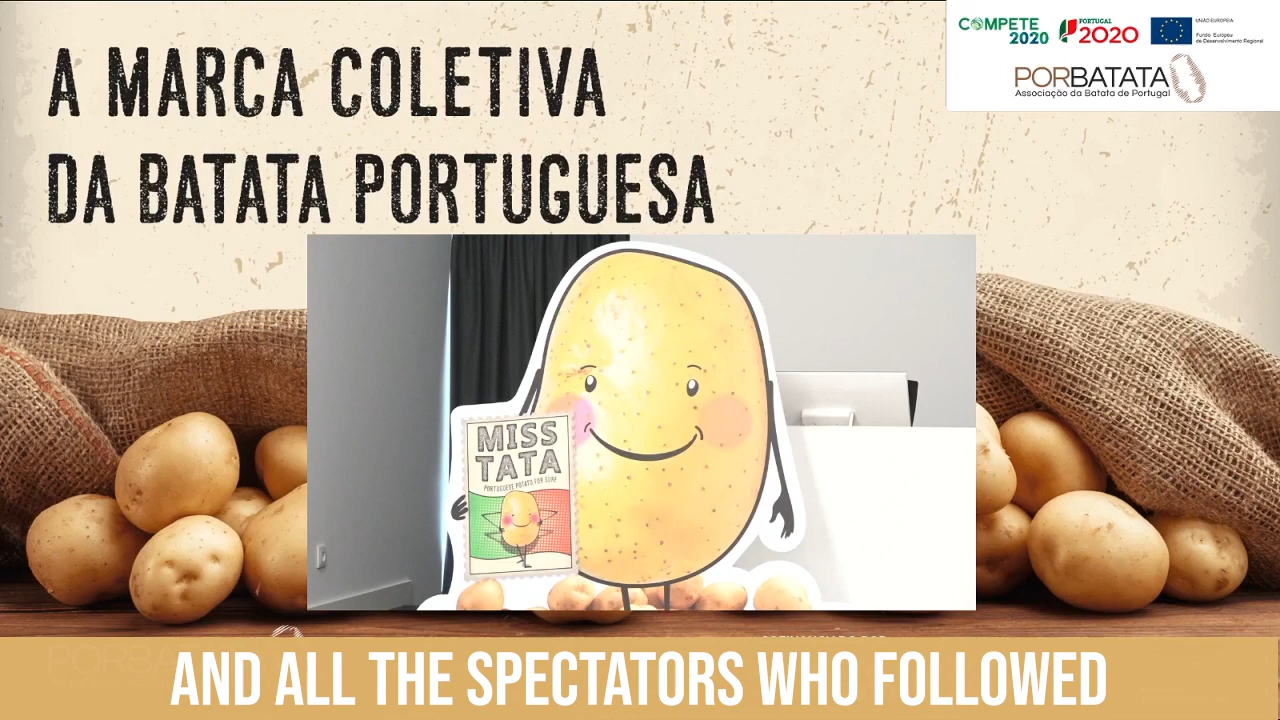 A MARCA COLETIVA
DA BATATA PORTUGUESA
COMPETE
2020
PORTUGAL
2020
UNIÃO EUROPEIA
Fundo Europeu
de Desenvolvimento Regional
PORBATATA
Associação da Batata de Portugal
MISS
TATA
PORTUGUESE POTATO FOR SURE
AND ALL THE SPECTATORS WHO FOLLOWED